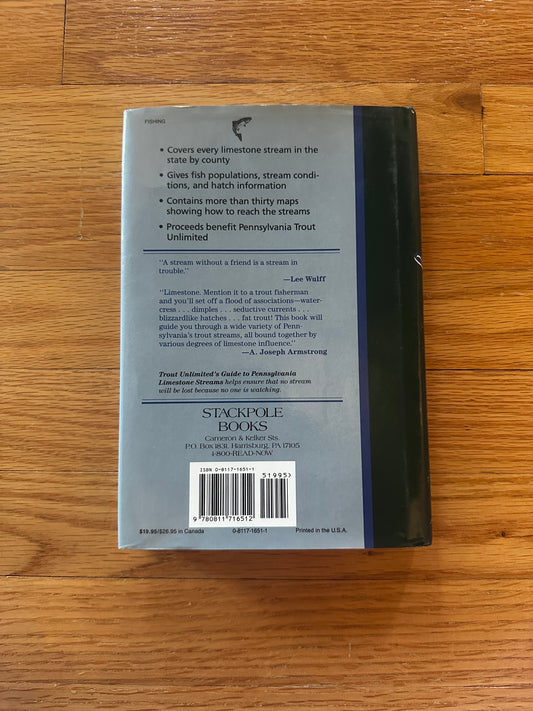 FISHING
• Covers every limestone stream in the
state by county
• Gives fish populations, stream condi-
tions, and hatch information
• Contains more than thirty maps
showing how to reach the streams
• Proceeds benefit Pennsylvania Trout
Unlimited
"A stream without a friend is a stream in
trouble."
—Lee Wulff
"Limestone. Mention it to a trout fisherman
and you'll set off a flood of associations—water-
cress . . . dimples . . . seductive currents . . .
blizzardlike hatches . . . fat trout! This book will
guide you through a wide variety of Penn-
sylvania's trout streams, all bound together by
various degrees of limestone influence."
—A. Joseph Armstrong
Trout Unlimited's Guide to Pennsylvania
Limestone Streams helps ensure that no stream
will be lost because no one is watching.
STACKPOLE
BOOKS
Cameron & Kelker Sts.
P.O. Box 1831, Harrisburg, PA 17105
1-800-READ-NOW
ISBN 0-8117-1651-1
51995>
9 780811 716512
$19.95/$26.95 in Canada
0-8117-1651-1
Printed in the U.S.A.